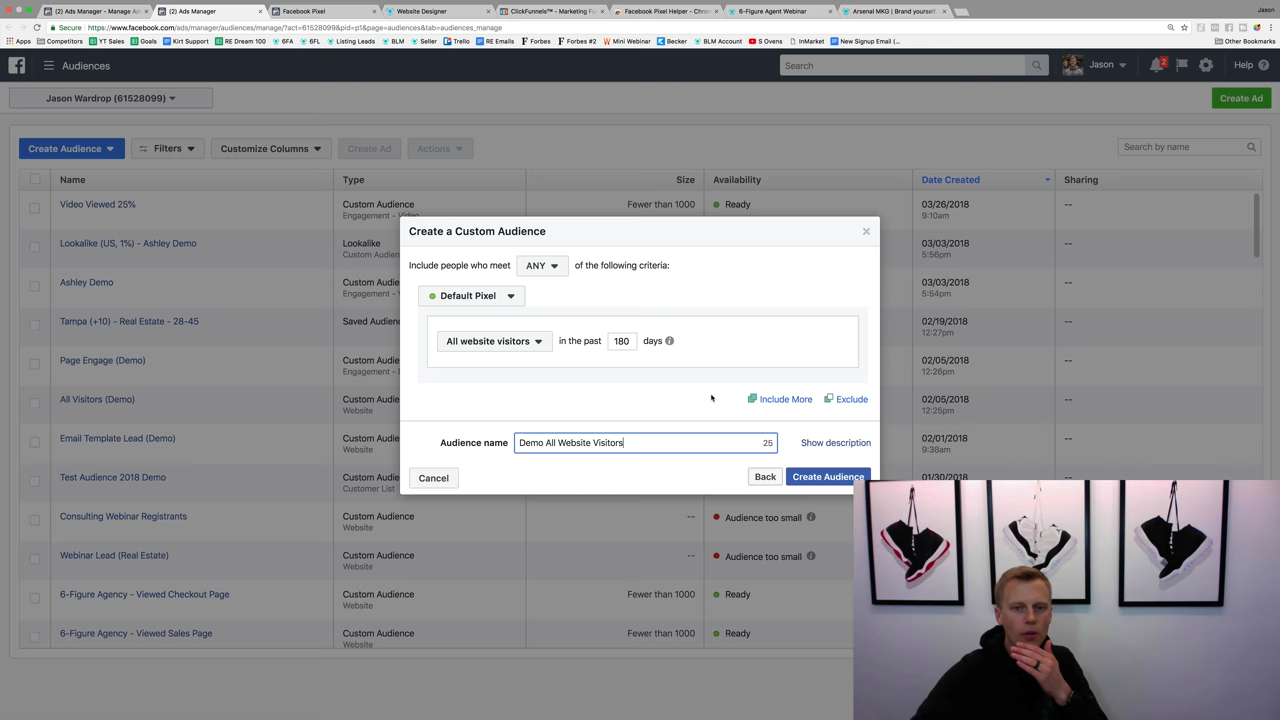 (2) Ads Manager - Manage Ad
(2) Ads Manager
Facebook Pixel
Website Designer
ClickFunnels™ - Marketing Fu
Facebook Pixel Helper - Chro
6-Figure Agent Webinar
Arsenal MKG | Brand yourself
Jason
Secure
https://www.facebook.com/ads/manager/audiences/manage/?act=61528099&pid=p1&page=audiences&tab=audiences_manage
Apps
Competitors
YT Sales
Goals
Kirt Support
RE Dream 100
6FA
6FL
Listing Leads
BLM
Seller
Trello
RE Emails
Forbes
Forbes #2
Mini Webinar
Becker
BLM Account
S Ovens
InMarket
New Signup Email (...
Other Bookmarks
Audiences
Search
Jason
2
Help
Jason Wardrop (61528099)
Create Ad
Create Audience
Filters
Customize Columns
Create Ad
Actions
Search by name
Name
Type
Size
Availability
Date Created
Sharing
Video Viewed 25%
Custom Audience
Engagement - Video
Fewer than 1000
Ready
03/26/2018
9:10am
--
Lookalike (US, 1%) - Ashley Demo
Lookalike
Custom Audienc
03/03/2018
5:56pm
--
Ashley Demo
Custom Audienc
Engagement -
03/03/2018
5:54pm
--
Tampa (+10) - Real Estate - 28-45
Saved Audienc
02/19/2018
12:27pm
--
Page Engage (Demo)
Custom Audienc
Engagement -
02/05/2018
12:26pm
--
All Visitors (Demo)
Custom Audienc
Website
02/05/2018
12:25pm
--
Email Template Lead (Demo)
Custom Audienc
Website
02/01/2018
9:38am
--
Test Audience 2018 Demo
Custom Audienc
Customer List
01/30/2018
--
Consulting Webinar Registrants
Custom Audience
Website
--
Audience too small
Webinar Lead (Real Estate)
Custom Audience
Website
--
Audience too small
6-Figure Agency - Viewed Checkout Page
Custom Audience
Website
Fewer than 1000
Ready
6-Figure Agency - Viewed Sales Page
Custom Audience
Website
Fewer than 1000
Ready
Create a Custom Audience
Include people who meet
ANY
of the following criteria:
Default Pixel
All website visitors
in the past
180
days
Include More
Exclude
Audience name
Demo All Website Visitors
25
Show description
Cancel
Back
Create Audience